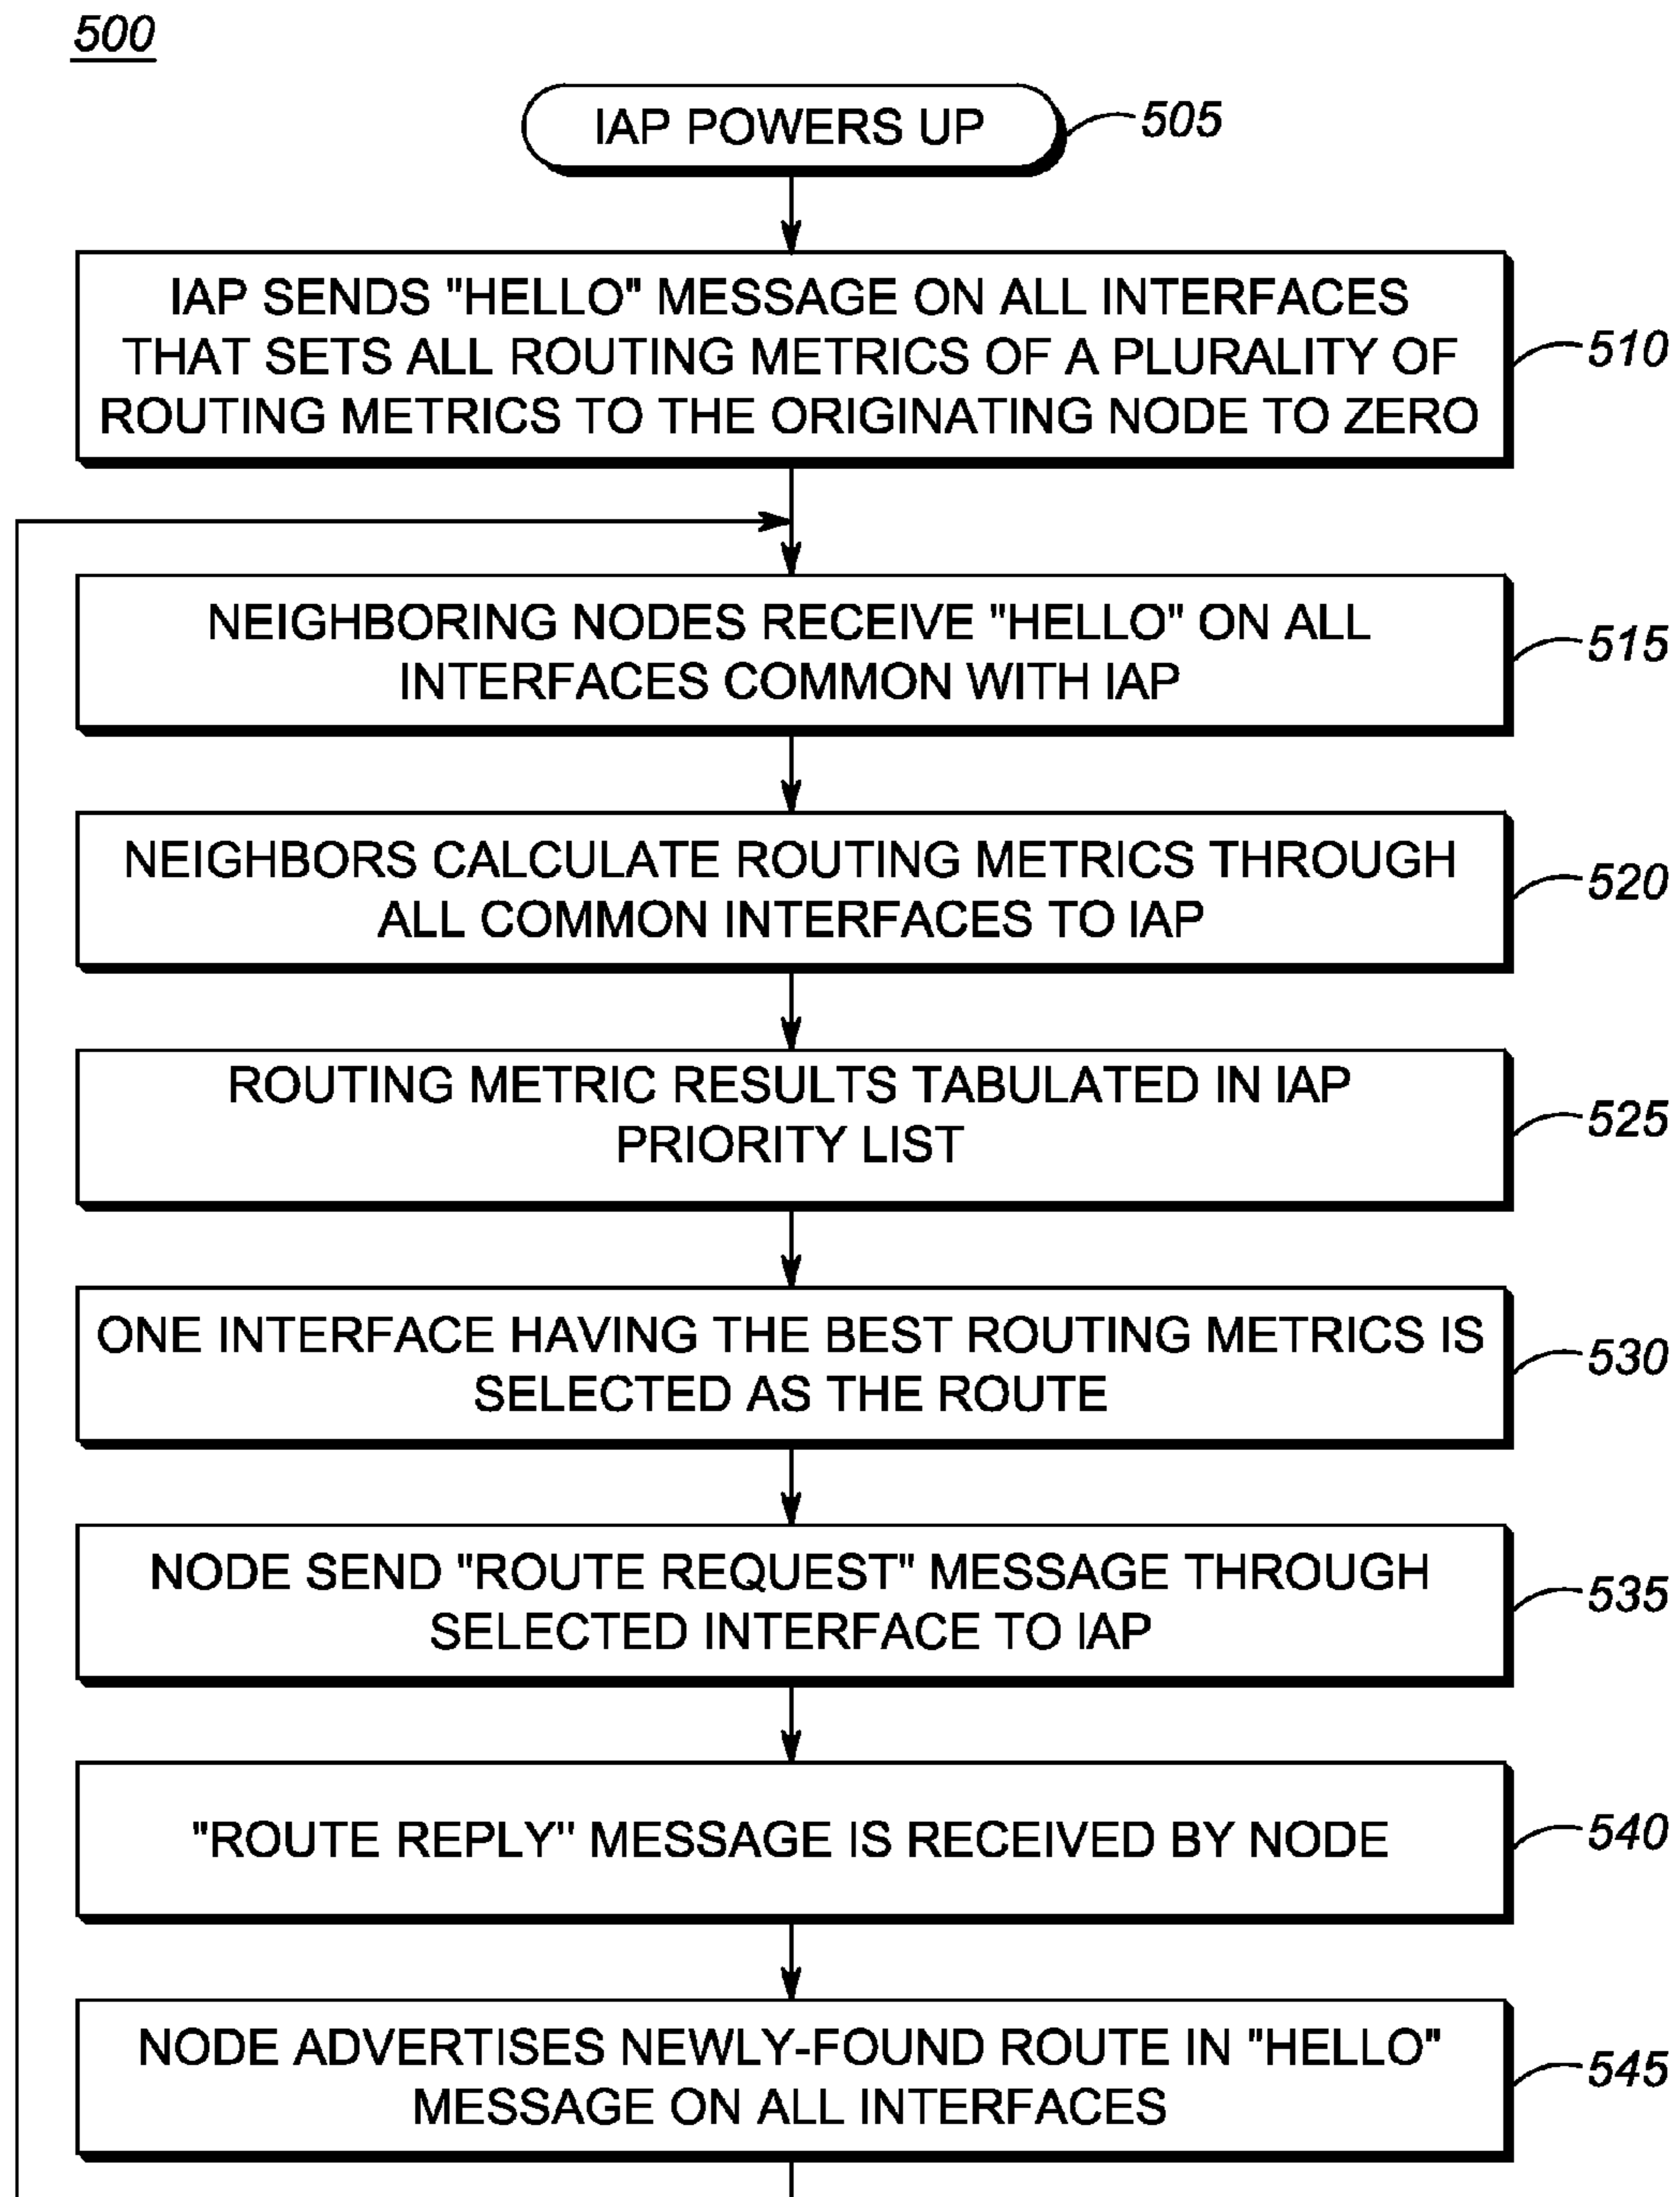 500
IAP POWERS UP
505
IAP SENDS "HELLO" MESSAGE ON ALL INTERFACES
THAT SETS ALL ROUTING METRICS OF A PLURALITY OF
ROUTING METRICS TO THE ORIGINATING NODE TO ZERO
510
NEIGHBORING NODES RECEIVE "HELLO" ON ALL
INTERFACES COMMON WITH IAP
515
NEIGHBORS CALCULATE ROUTING METRICS THROUGH
ALL COMMON INTERFACES TO IAP
520
ROUTING METRIC RESULTS TABULATED IN IAP
PRIORITY LIST
525
ONE INTERFACE HAVING THE BEST ROUTING METRICS IS
SELECTED AS THE ROUTE
530
NODE SEND "ROUTE REQUEST" MESSAGE THROUGH
SELECTED INTERFACE TO IAP
535
"ROUTE REPLY" MESSAGE IS RECEIVED BY NODE
540
NODE ADVERTISES NEWLY-FOUND ROUTE IN "HELLO"
MESSAGE ON ALL INTERFACES
545